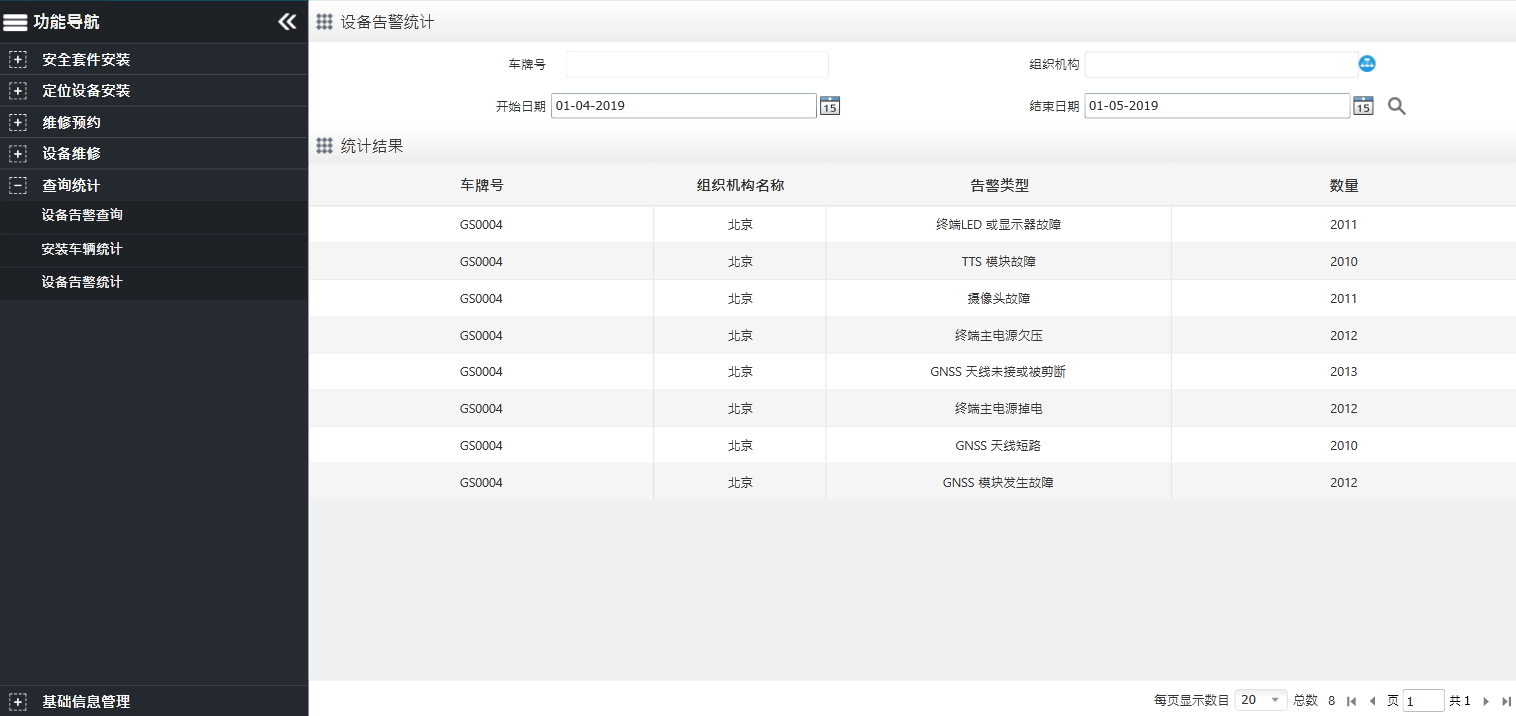 功能导航
安全套件安装
定位设备安装
维修预约
设备维修
查询统计
设备告警查询
安装车辆统计
设备告警统计
基础信息管理
设备告警统计
车牌号 组织机构
开始日期 01-04-2019 15 结束日期 01-05-2019 15
统计结果
车牌号 组织机构名称 告警类型 数量
GS0004 北京 终端LED 或显示器故障 2011
GS0004 北京 TTS 模块故障 2010
GS0004 北京 摄像头故障 2011
GS0004 北京 终端主电源欠压 2012
GS0004 北京 GNSS 天线未接或被剪断 2013
GS0004 北京 终端主电源掉电 2012
GS0004 北京 GNSS 天线短路 2010
GS0004 北京 GNSS 模块发生故障 2012
每页显示数目 20 总数 8 页 1 共 1